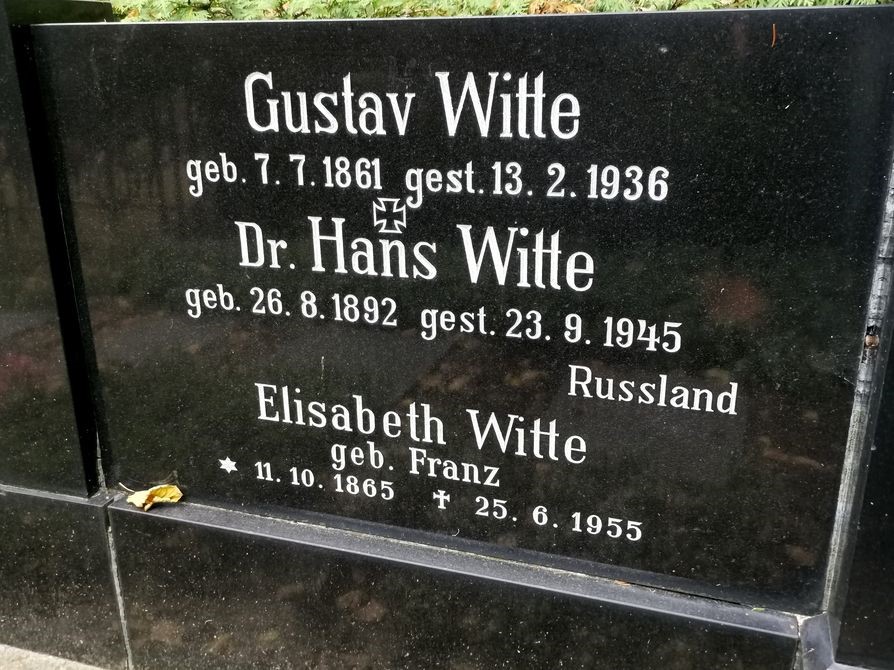 Gustav Witte
geb. 7. 7. 1861 gest. 13. 2. 1936
Dr. Hans Witte
geb. 26. 8. 1892 gest. 23. 9. 1945
Russland
Elisabeth Witte
geb. Franz
* 11. 10. 1865 ✝ 25. 6. 1955